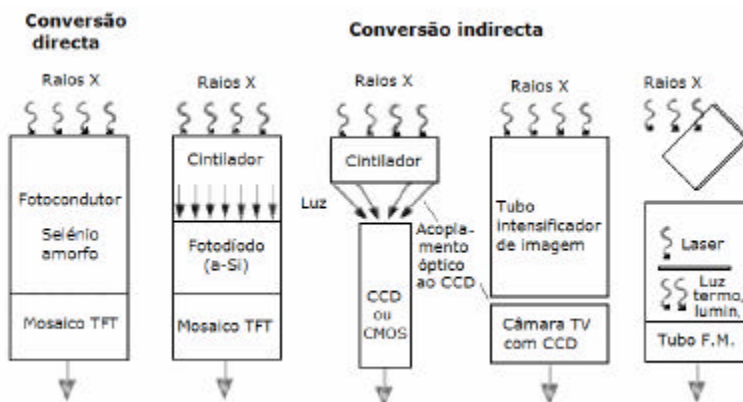 Conversão
directa
Conversão indirecta
Raios X
Fotocondutor
Selénio
amorfo
Mosaico TFT
Raios X
Cintilador
Fotodíodo
(a-Si)
Mosaico TFT
Raios X
Cintilador
Luz
Acopla-
mento
óptico
ao CCD
CCD
ou
CMOS
Raios X
Tubo
intensificador
de imagem
Câmara TV
com CCD
Raios X
Laser
Luz
termo,
lumin,
Tubo F.M.